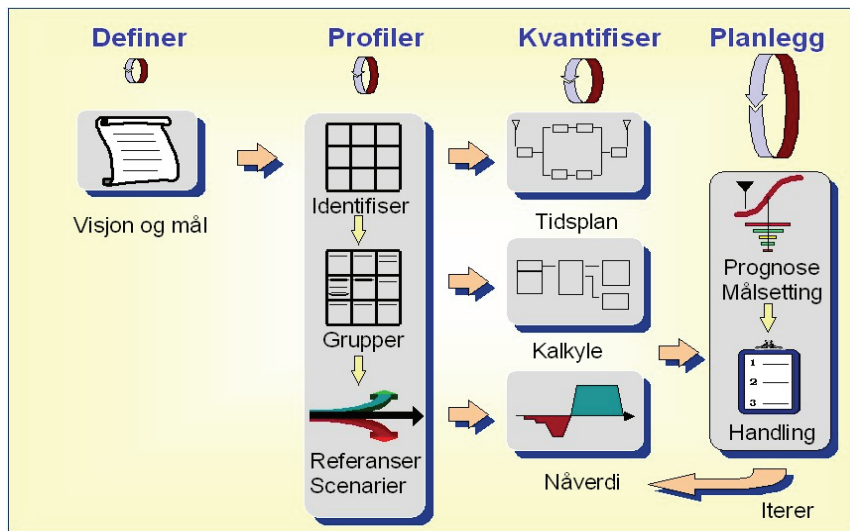 Definer
Profiler
Kvantifiser
Planlegg
Visjon og mål
Identifiser
Grupper
Referanser
Scenarier
Tidsplan
Kalkyle
Nåverdi
Prognose
Målsetting
1
2
3
Handling
Iterer